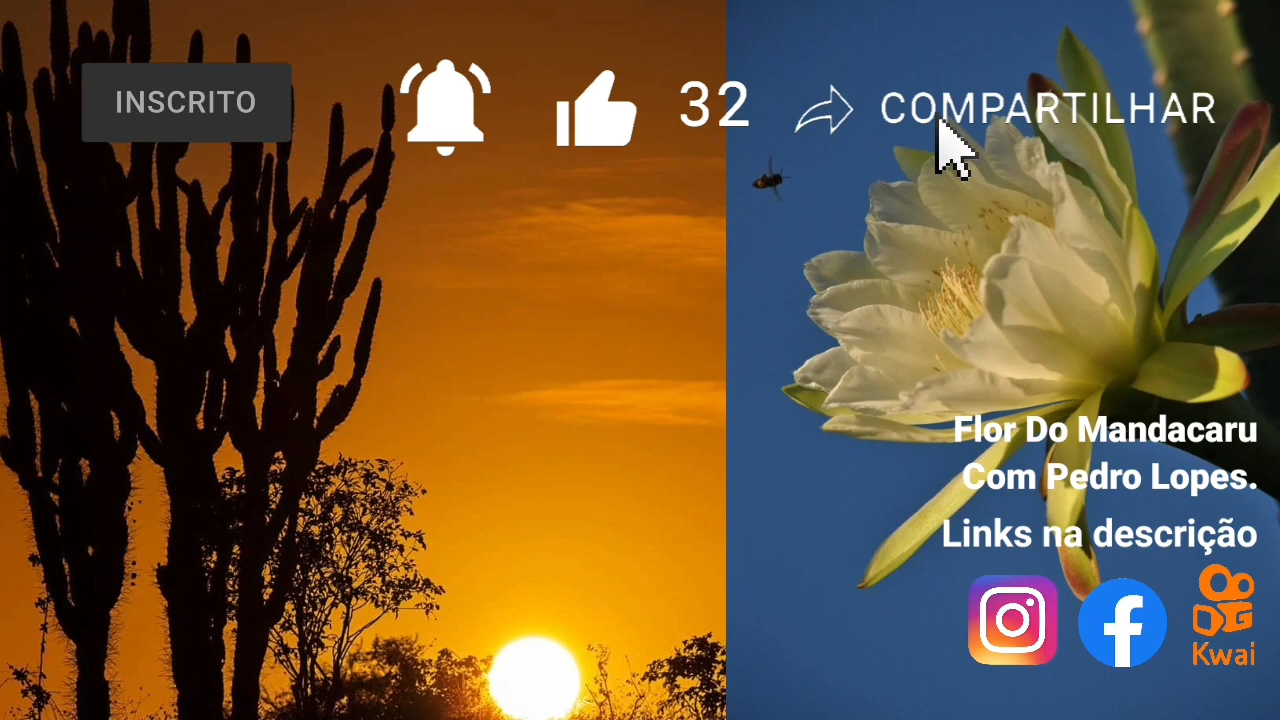 INSCRITO
32
COMPARTILHAR
Flor Do Mandacaru
Com Pedro Lopes.
Links na descrição
Kwai